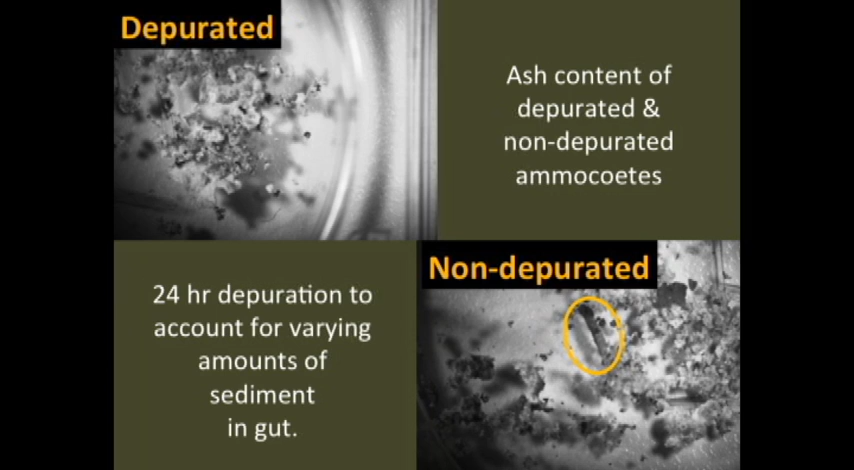 Depurated
Ash content of
depurated &
non-depurated
ammocoetes
24 hr depuration to
account for varying
amounts of
sediment
in gut.
Non-depurated